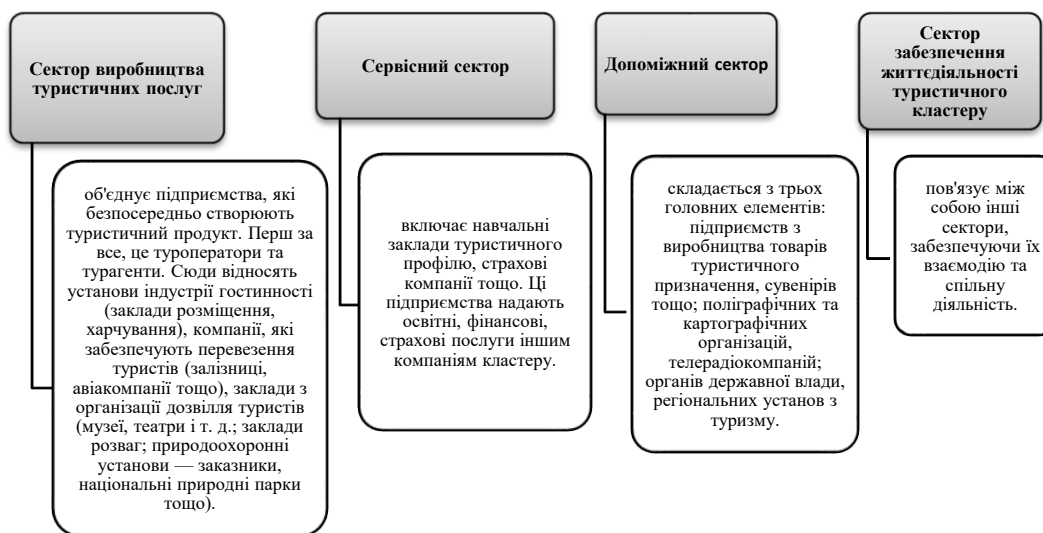 Сектор виробництва
туристичних послуг
об'єднує підприємства, які
безпосередньо створюють
туристичний продукт. Перш за
все, це туроператори та
турагенти. Сюди відносять
установи індустрії гостинності
(заклади розміщення,
харчування), компанії, які
забезпечують перевезення
туристів (залізниці,
авіакомпанії тощо), заклади з
організації дозвілля туристів
(музеї, театри і т. д.; заклади
розваг; природоохоронні
установи — заказники,
національні природні парки
тощо).
Сервісний сектор
включає навчальні
заклади туристичного
профілю, страхові
компанії тощо. Ці
підприємства надають
освітні, фінансові,
страхові послуги іншим
компаніям кластеру.
Допоміжний сектор
складається з трьох
головних елементів:
підприємств з
виробництва товарів
туристичного
призначення, сувенірів
тощо; поліграфічних та
картографічних
організацій,
телерадіокомпаній;
органів державної влади,
регіональних установ з
туризму.
Сектор
забезпечення
життєдіяльності
туристичного
кластеру
пов'язує між
собою інші
сектори,
забезпечуючи їх
взаємодію та
спільну
діяльність.